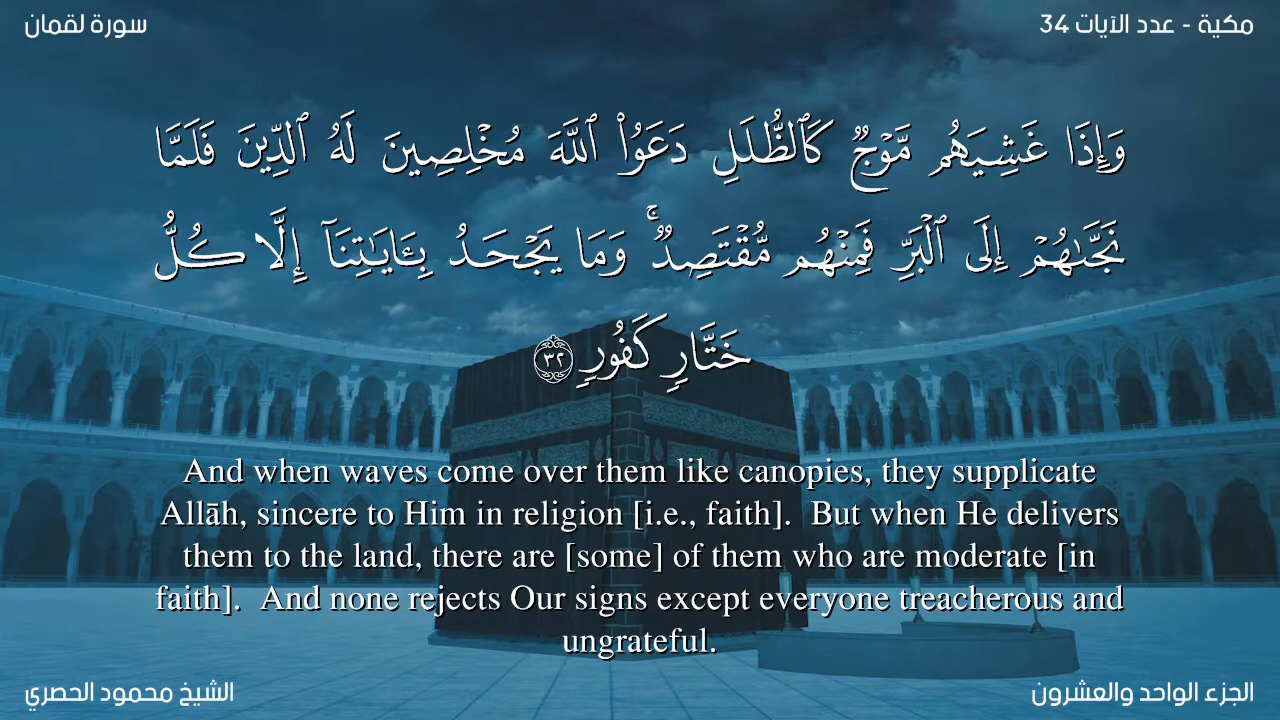 سورة لقمان
مكية - عدد الآيات 34
وَإِذَا غَشِيَهُم مَّوْجٌ كَٱلظُّلَلِ دَعَوُا۟ ٱللَّهَ مُخْلِصِينَ لَهُ ٱلدِّينَ فَلَمَّا
نَجَّىٰهُمْ إِلَى ٱلْبَرِّ فَمِنْهُم مُّقْتَصِدٌ ۚ وَمَا يَجْحَدُ بِـَٔايَـٰتِنَآ إِلَّا كُلُّ
خَتَّارٍ كَفُورٍ ٣٢
And when waves come over them like canopies, they supplicate
Allāh, sincere to Him in religion [i.e., faith].  But when He delivers
them to the land, there are [some] of them who are moderate [in
faith].  And none rejects Our signs except everyone treacherous and
ungrateful.
الشيخ محمود الحصري
الجزء الواحد والعشرون